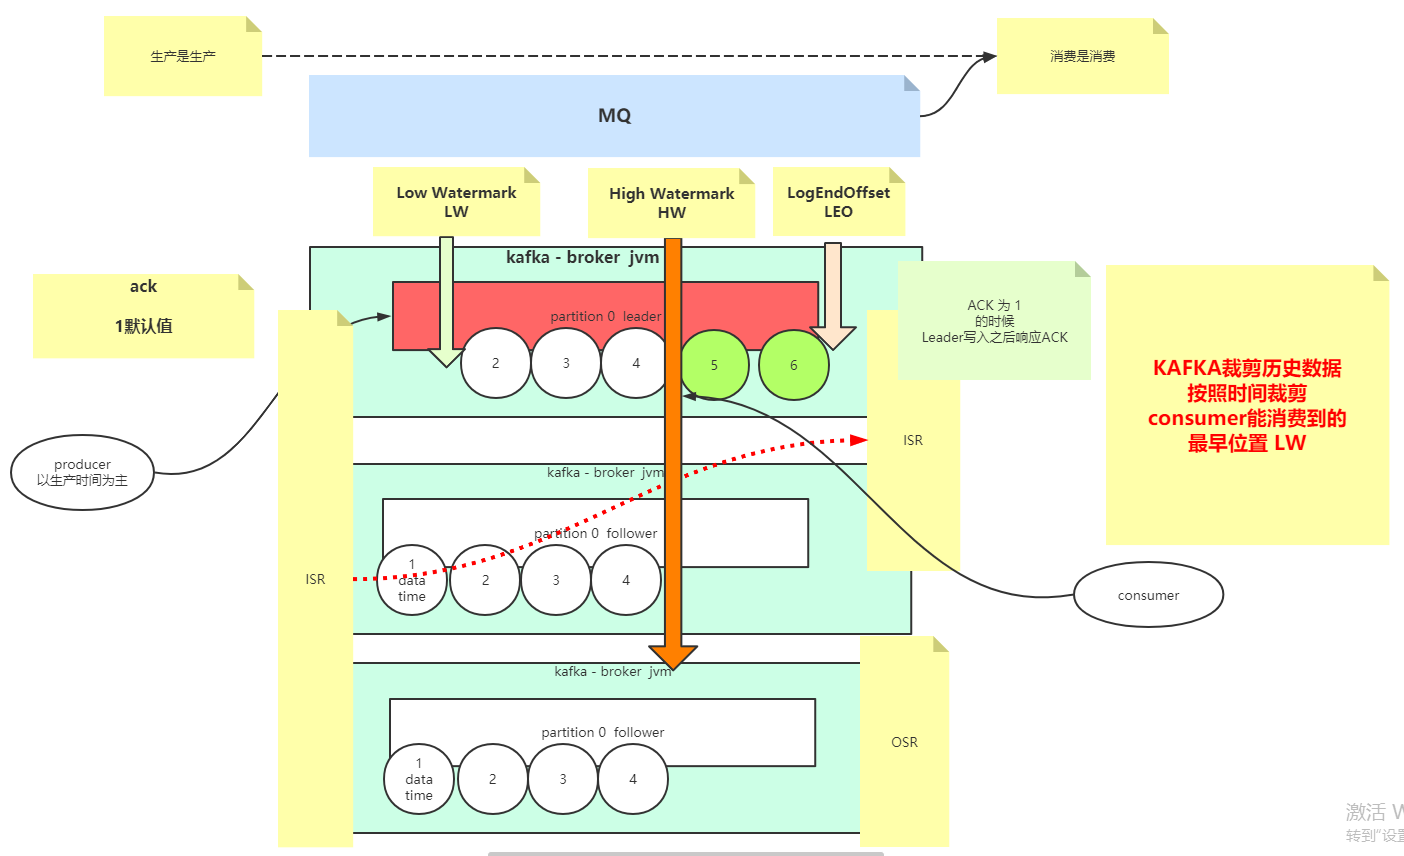 生产是生产
消费是消费
MQ
Low Watermark
LW
High Watermark
HW
LogEndOffset
LEO
kafka - broker jvm
ack
1默认值
partition 0 leader
2
3
4
5
6
ACK 为 1
的时候
Leader写入之后响应ACK
KAFKA裁剪历史数据
按照时间裁剪
consumer能消费到的
最早位置 LW
producer
以生产时间为主
ISR
kafka - broker jvm
partition 0 follower
1
data
time
2
3
4
ISR
consumer
kafka - broker jvm
partition 0 follower
1
data
time
2
3
4
OSR
激活 W
转到"设置